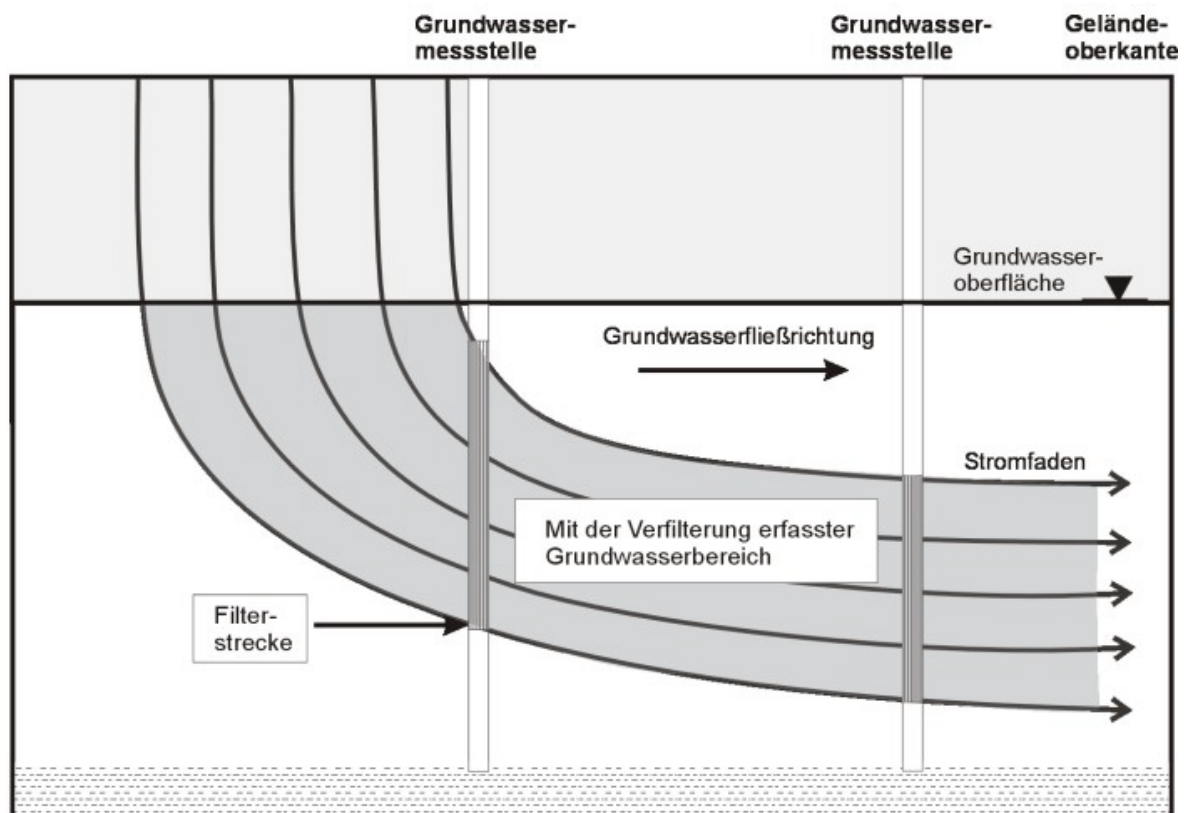 Grundwasser-
messstelle
Grundwasser-
messstelle
Gelände-
oberkante
Grundwasser-
oberfläche
Grundwasserfließrichtung
Stromfaden
Mit der Verfilterung erfasster
Grundwasserbereich
Filter-
strecke